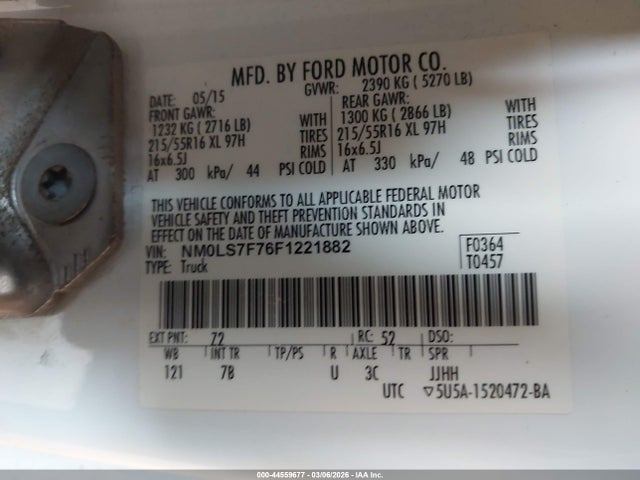 MFD. BY FORD MOTOR CO.
DATE: 05/15 GVWR: 2390 KG ( 5270 LB)
FRONT GAWR: REAR GAWR:
1232 KG ( 2716 LB) WITH 1300 KG ( 2866 LB) WITH
215/55R16 XL 97H TIRES 215/55R16 XL 97H TIRES
16x6.5J RIMS 16x6.5J RIMS
AT 300 kPa/ 44 PSI COLD AT 330 kPa/ 48 PSI COLD
THIS VEHICLE CONFORMS TO ALL APPLICABLE FEDERAL MOTOR
VEHICLE SAFETY AND THEFT PREVENTION STANDARDS IN
EFFECT ON THE DATE OF MANUFACTURE SHOWN ABOVE.
VIN: NM0LS7F76F1221882 F0364
TYPE: Truck T0457
EXT PNT: 72 RC: 52 DSO:
WB INT TR TP/PS R AXLE TR SPR
121 7B U 3C JJHH
UTC ▽5U5A-1520472-BA
000-44559677 - 03/06/2026 - IAA Inc.